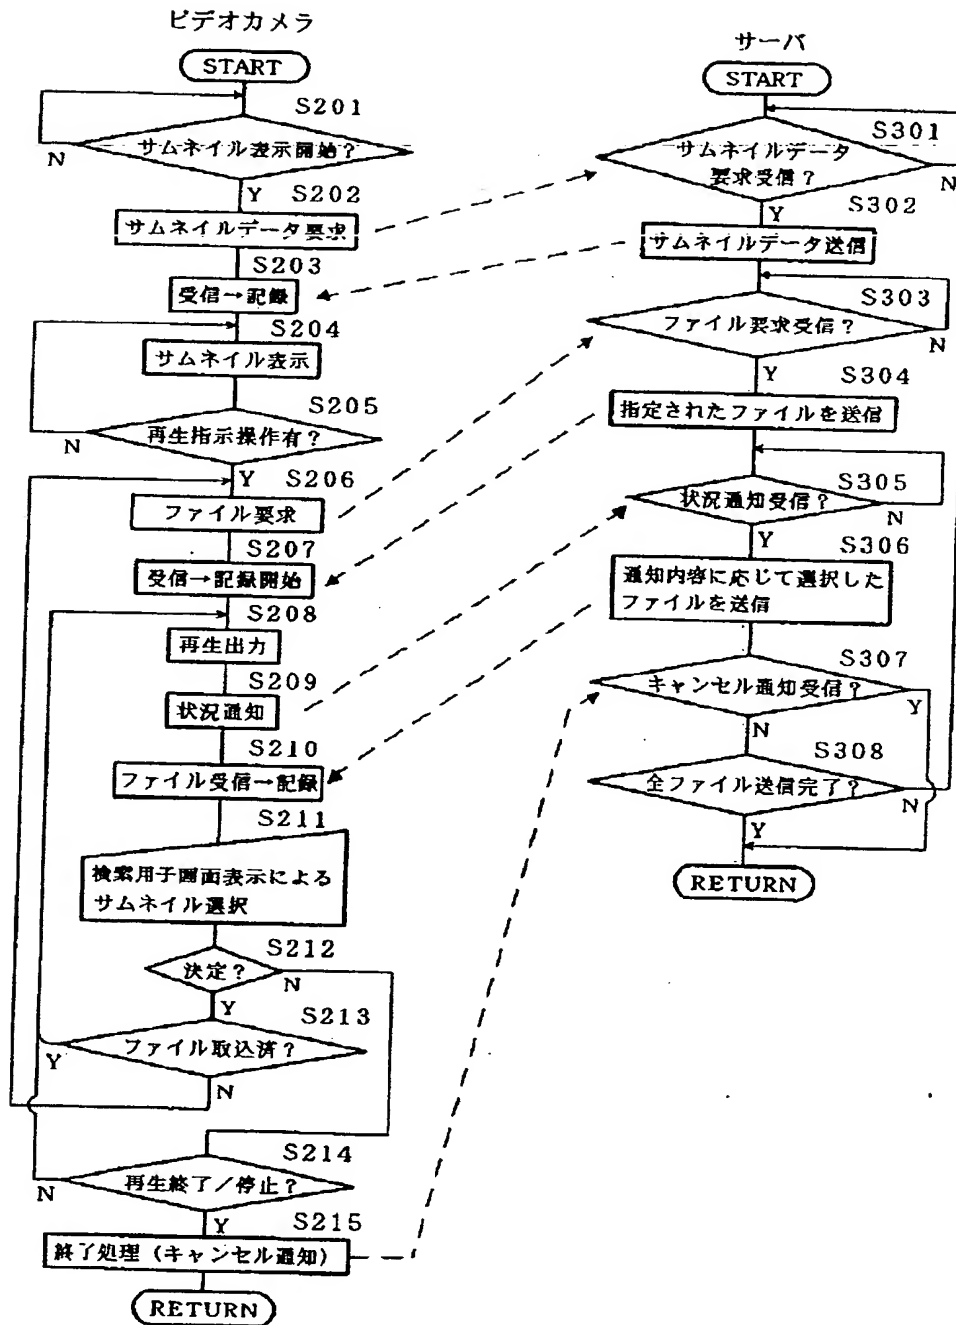 ビデオカメラ
START
S201
サムネイル表示開始?
N
Y
S202
サムネイルデータ要求
S203
受信→記録
S204
サムネイル表示
S205
再生指示操作有?
N
Y
S206
ファイル要求
S207
受信→記録開始
S208
再生出力
S209
状況通知
S210
ファイル受信→記録
S211
検索用子画面表示による
サムネイル選択
S212
決定?
N
Y
S213
ファイル取込済?
Y
N
S214
再生終了/停止?
N
Y
S215
終了処理(キャンセル通知)
RETURN
サーバ
START
S301
サムネイルデータ
要求受信?
N
Y
S302
サムネイルデータ送信
S303
ファイル要求受信?
N
Y
S304
指定されたファイルを送信
S305
状況通知受信?
N
Y
S306
通知内容に応じて選択した
ファイルを送信
S307
キャンセル通知受信?
Y
N
S308
全ファイル送信完了?
N
Y
RETURN